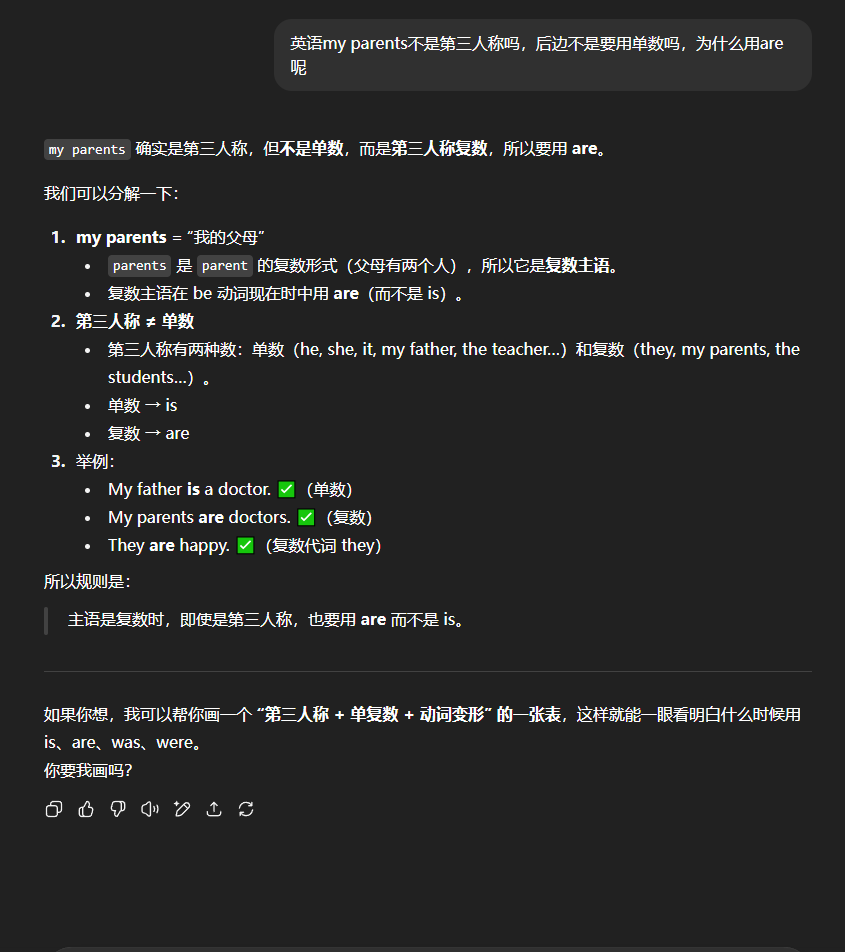 英语my parents不是第三人称吗，后边不是要用单数吗，为什么用are
呢
my parents 确实是第三人称，但不是单数，而是第三人称复数，所以要用 are。
我们可以分解一下：
1. my parents = “我的父母”
• parents 是 parent 的复数形式（父母有两个人），所以它是复数主语。
• 复数主语在 be 动词现在时中用 are（而不是 is）。
2. 第三人称 ≠ 单数
• 第三人称有两种数：单数（he, she, it, my father, the teacher…）和复数（they, my parents, the
students…）。
• 单数 → is
• 复数 → are
3. 举例：
• My father is a doctor. ✅（单数）
• My parents are doctors. ✅（复数）
• They are happy. ✅（复数代词 they）
所以规则是：
主语是复数时，即使是第三人称，也要用 are 而不是 is。
如果你想，我可以帮你画一个 “第三人称 + 单复数 + 动词变形” 的一张表，这样就能一眼看明白什么时候用
is、are、was、were。
你要我画吗？